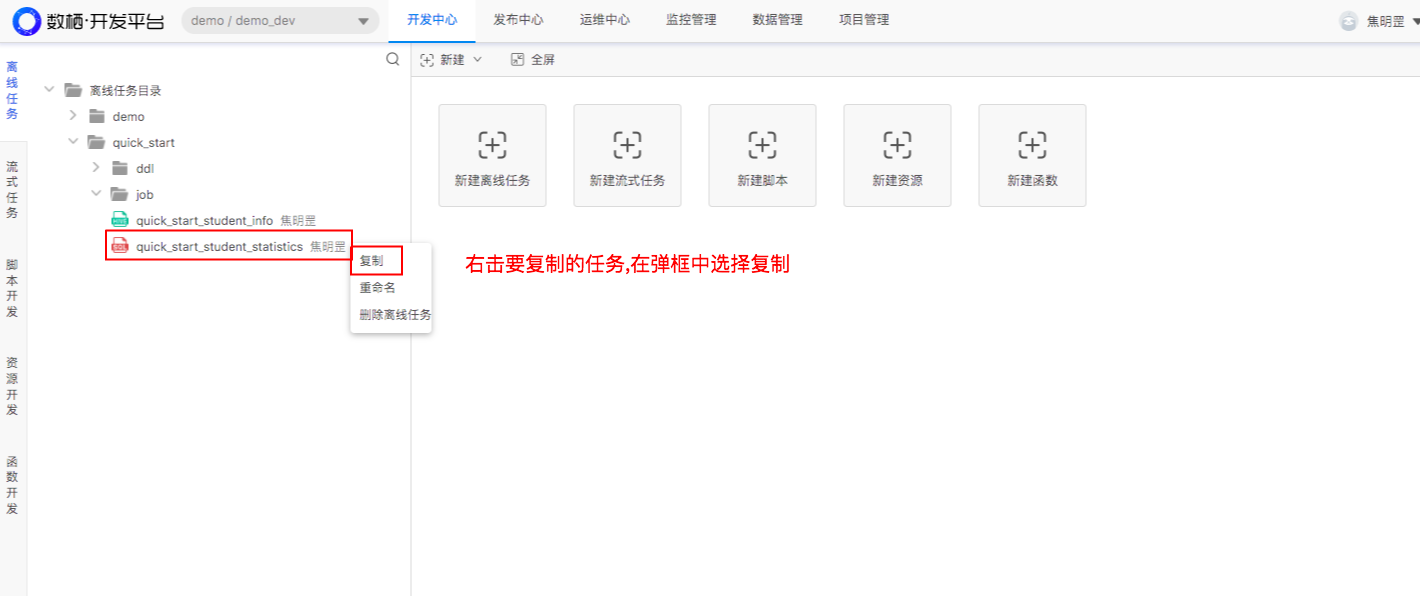 数栖·开发平台
demo / demo_dev
开发中心
发布中心
运维中心
监控管理
数据管理
项目管理
焦明罡
离线任务
流式任务
脚本开发
资源开发
函数开发
离线任务目录
demo
quick_start
ddl
job
quick_start_student_info 焦明罡
quick_start_student_statistics 焦明罡
复制
重命名
删除离线任务
新建
全屏
新建离线任务
新建流式任务
新建脚本
新建资源
新建函数
右击要复制的任务,在弹框中选择复制